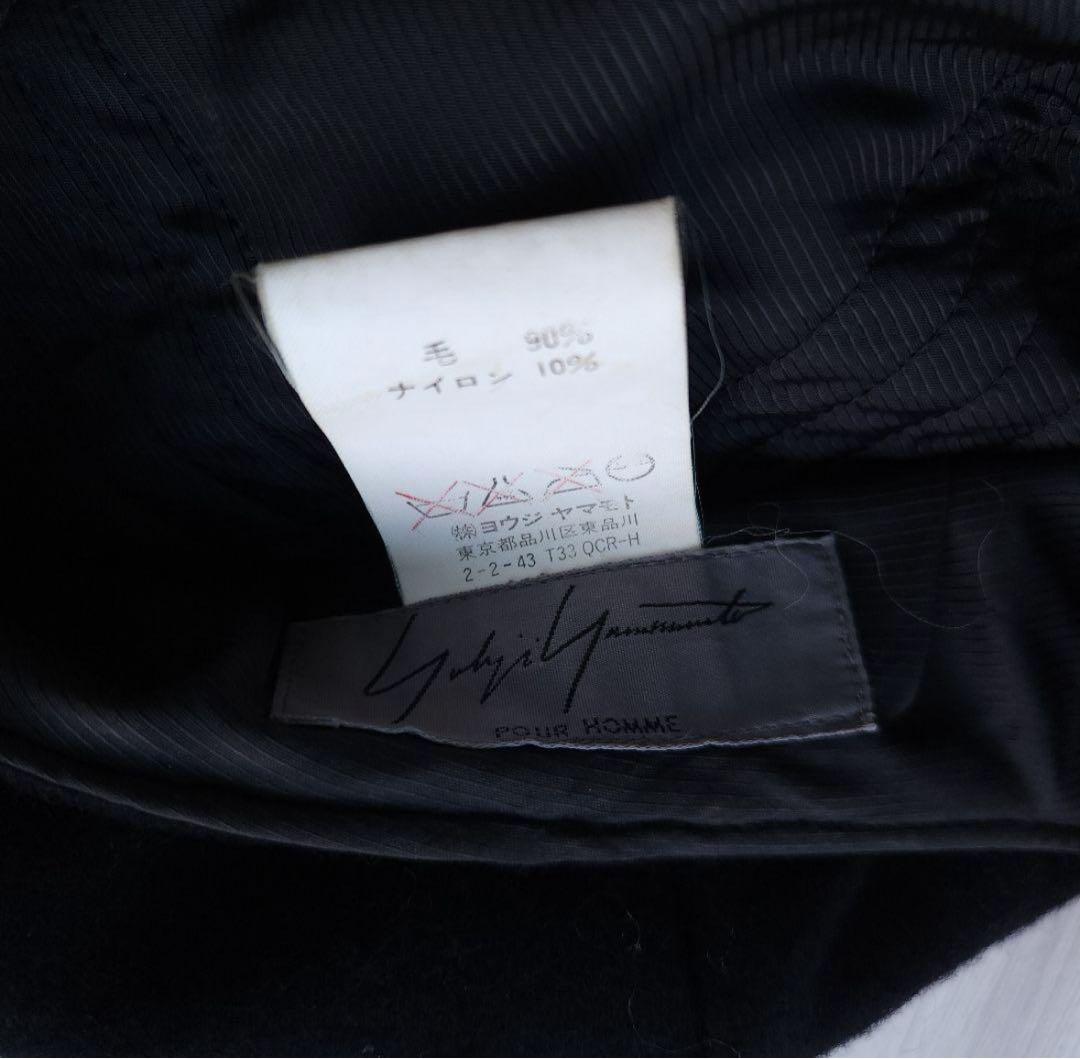 毛 90%
ナイロン 10%
㈱ヨウジ ヤマモト
東京都品川区東品川
2-2-43 T33 QCR-H
Yohji Yamamoto
POUR HOMME